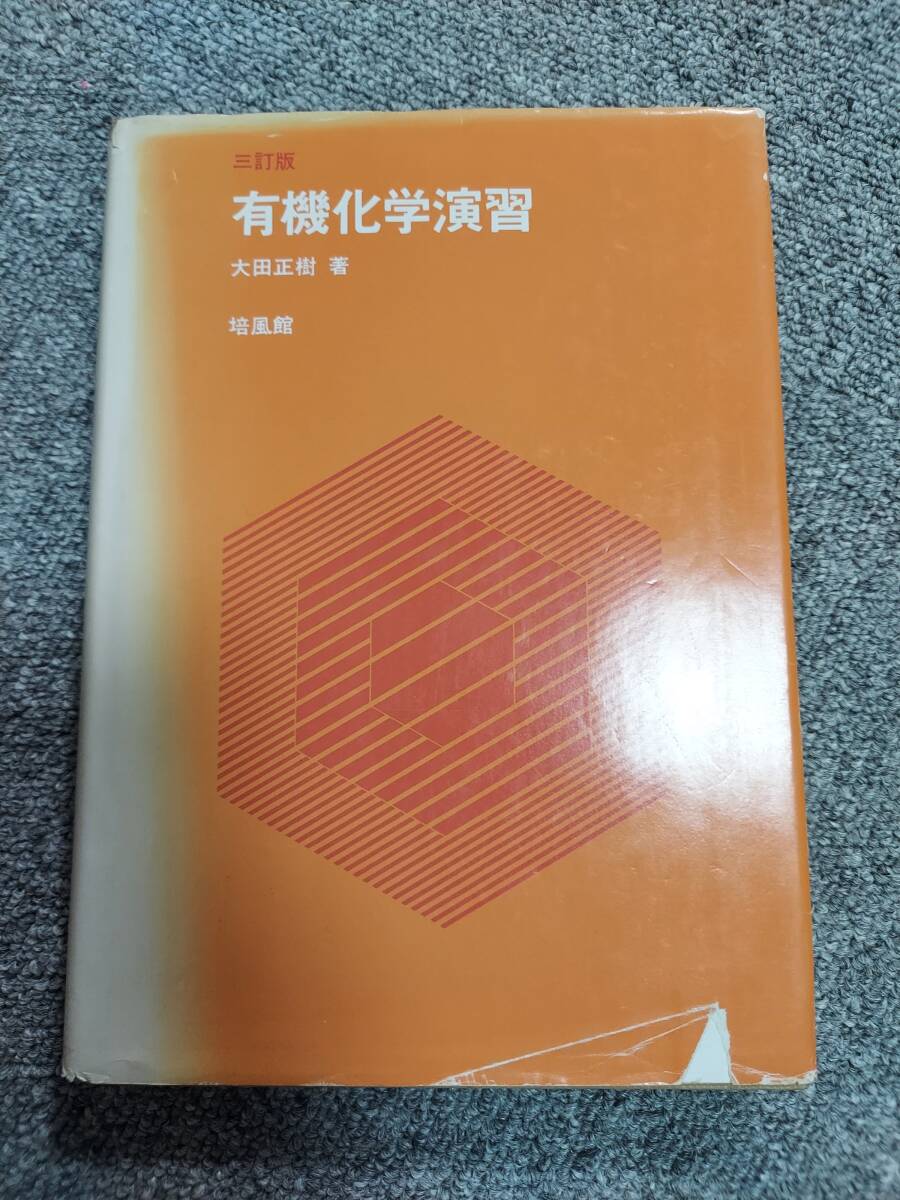 三訂版
有機化学演習
大田正樹 著
培風館